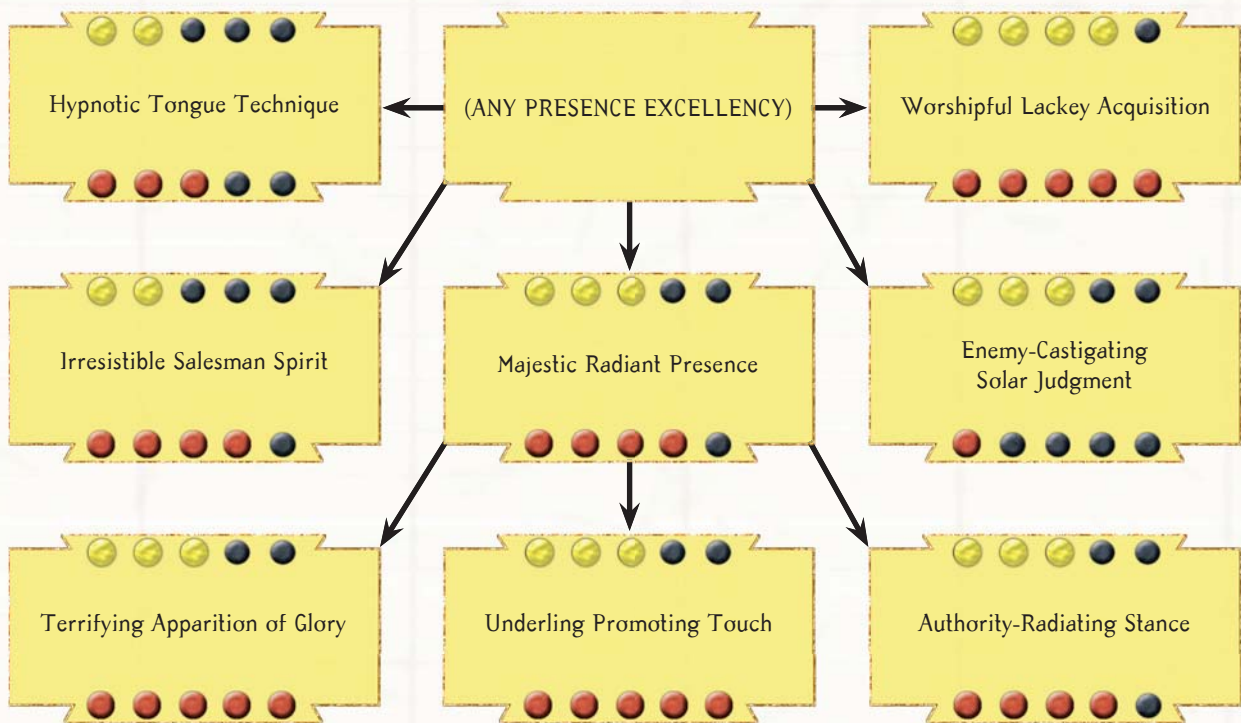 Hypnotic Tongue Technique
(ANY PRESENCE EXCELLENCY)
Worshipful Lackey Acquisition
Irresistible Salesman Spirit
Majestic Radiant Presence
Enemy-Castigating
Solar Judgment
Terrifying Apparition of Glory
Underling Promoting Touch
Authority-Radiating Stance